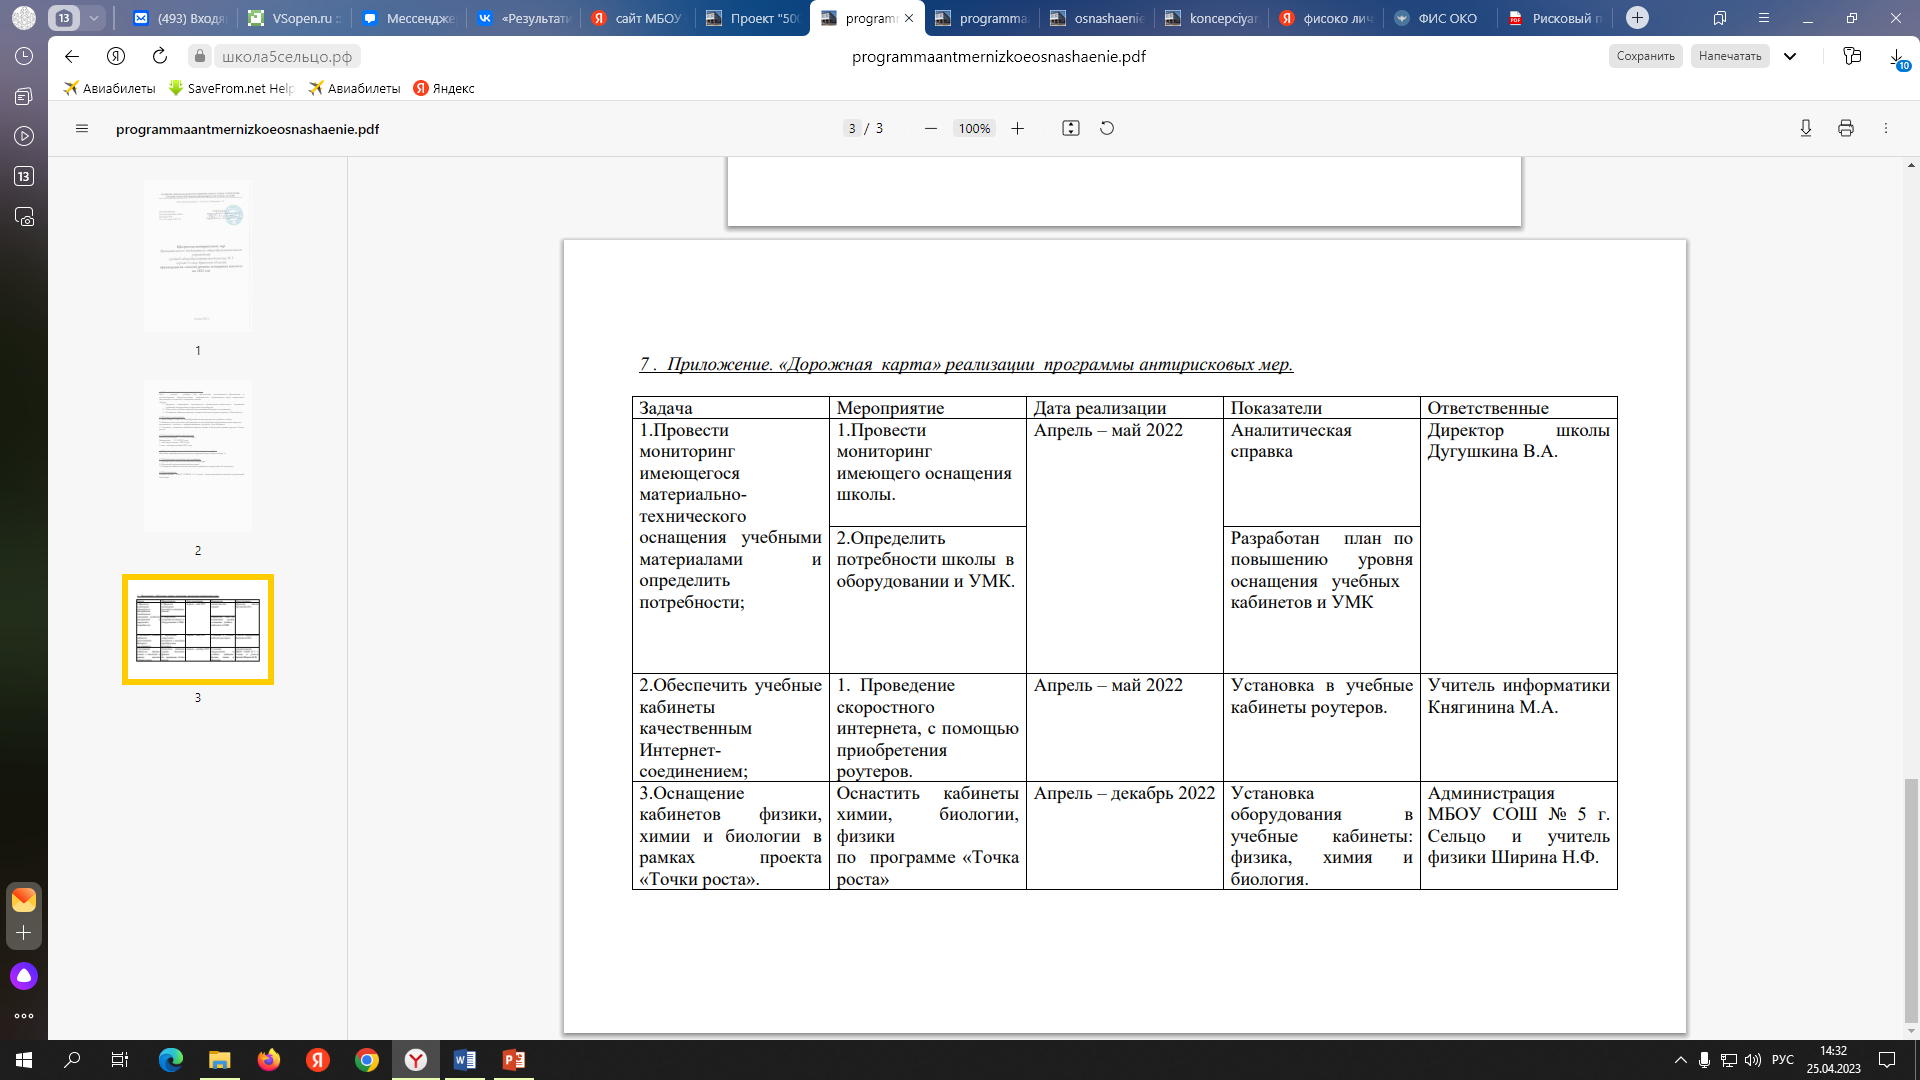 13
(493) Входя
VSopen.ru
Мессендже
«Результати
сайт МБОУ
Проект "500
program
programma
osnashaenie
koncepciyar
фисоко лич
ФИС ОКО
Рисковый п
школа5сельцо.рф
programmaantmernizkoeosnashaenie.pdf
Сохранить
Напечатать
10
Авиабилеты
SaveFrom.net Help
Авиабилеты
Яндекс
programmaantmernizkoeosnashaenie.pdf
3 / 3
100%
13
1
2
3
7 . Приложение. «Дорожная карта» реализации программы антирисковых мер.
Задача
Мероприятие
Дата реализации
Показатели
Ответственные
1.Провести
мониторинг
имеющегося
материально-
технического
оснащения учебными
материалами и
определить
потребности;
1.Провести
мониторинг
имеющего оснащения
школы.
Апрель – май 2022
Аналитическая
справка
Директор школы
Дугушкина В.А.
2.Определить
потребности школы в
оборудовании и УМК.
Разработан план по
повышению уровня
оснащения учебных
кабинетов и УМК
2.Обеспечить учебные
кабинеты
качественным
Интернет-
соединением;
1. Проведение
скоростного
интернета, с помощью
приобретения
роутеров.
Апрель – май 2022
Установка в учебные
кабинеты роутеров.
Учитель информатики
Княгинина М.А.
3.Оснащение
кабинетов физики,
химии и биологии в
рамках проекта
«Точки роста».
Оснастить кабинеты
химии, биологии,
физики
по программе «Точка
роста»
Апрель – декабрь 2022
Установка
оборудования в
учебные кабинеты:
физика, химия и
биология.
Администрация
МБОУ СОШ № 5 г.
Сельцо и учитель
физики Ширина Н.Ф.
РУС
14:32
25.04.2023